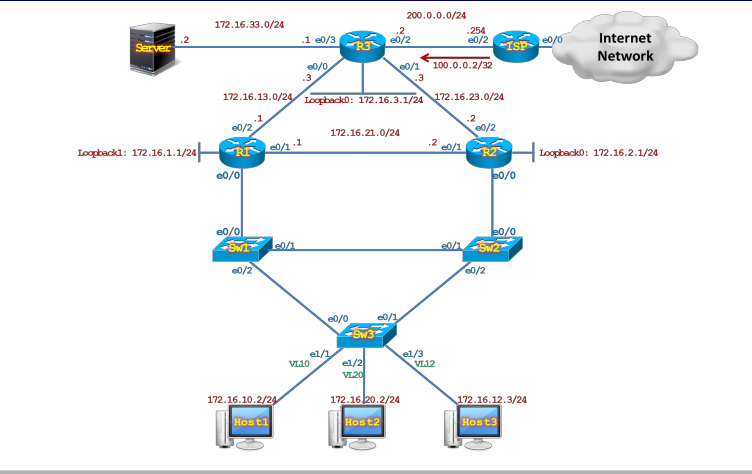 200.0.0.0/24
172.16.33.0/24
.2
.254
Internet
Network
.2
.1
e0/3
e0/2
e0/2
e0/0
Server
R3
ISP
100.0.0.2/32
e0/0
e0/1
.3
.3
172.16.13.0/24
Loopback0: 172.16.3.1/24
172.16.23.0/24
.1
.2
e0/2
172.16.21.0/24
e0/2
Loopback1: 172.16.1.1/24
R1
e0/1
.1
.2
e0/1
R2
Loopback0: 172.16.2.1/24
e0/0
e0/0
e0/0
e0/0
SW1
e0/1
e0/1
SW2
e0/2
e0/2
e0/0
e0/1
SW3
e1/1
e1/2
e1/3
VL10
VL20
VL12
172.16.10.2/24
172.16.20.2/24
172.16.12.3/24
Host1
Host2
Host3